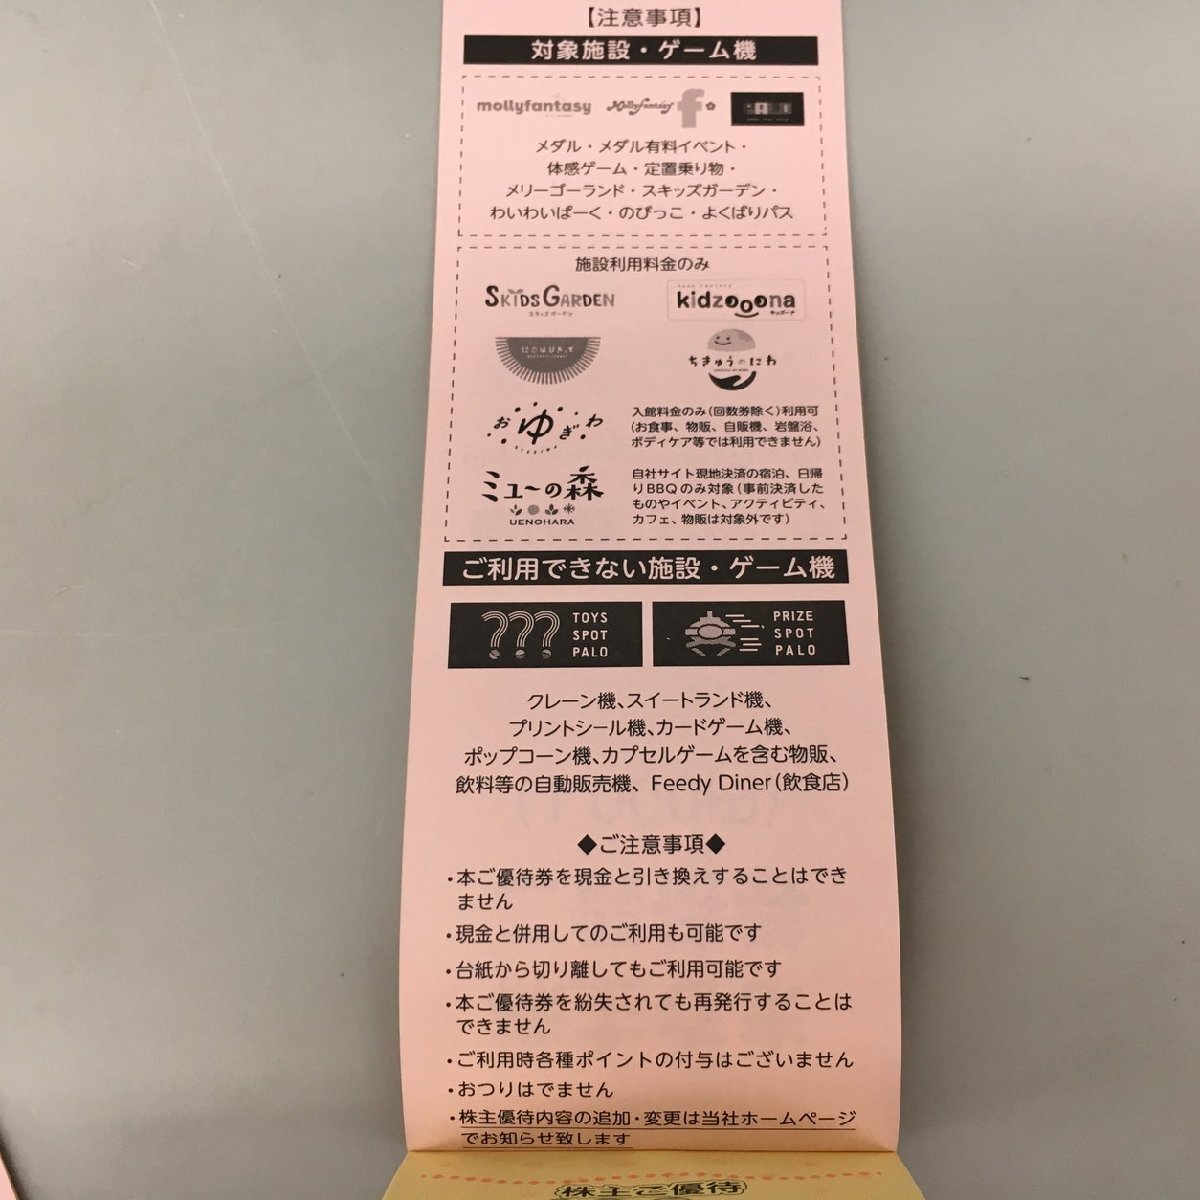 【注意事項】
対象施設・ゲーム機
mollyfantasy Mollyfantasy f
メダル・メダル有料イベント・
体感ゲーム・定置乗り物・
メリーゴーランド・スキッズガーデン・
わいわいぱーく・のびっこ・よくばりパス
施設利用料金のみ
SKIDS GARDEN
スキッズガーデン
kidzooona
キッズーナ
にこはぴきっず
ちきゅうのにわ
おゆぎわ
入館料金のみ(回数券除く)利用可
(お食事、物販、自販機、岩盤浴、
ボディケア等では利用できません)
ミューの森
UENOHARA
自社サイト現地決済の宿泊、日帰
りBBQのみ対象(事前決済した
ものやイベント、アクティビティ、
カフェ、物販は対象外です)
ご利用できない施設・ゲーム機
??? TOYS
SPOT
PALO
PRIZE
SPOT
PALO
クレーン機、スイートランド機、
プリントシール機、カードゲーム機、
ポップコーン機、カプセルゲームを含む物販、
飲料等の自動販売機、Feedy Diner(飲食店)
◆ご注意事項◆
・本ご優待券を現金と引き換えすることはでき
ません
・現金と併用してのご利用も可能です
・台紙から切り離してもご利用可能です
・本ご優待券を紛失されても再発行することは
できません
・ご利用時各種ポイントの付与はございません
・おつりはでません
・株主優待内容の追加・変更は当社ホームページ
でお知らせ致します
株主ご優待